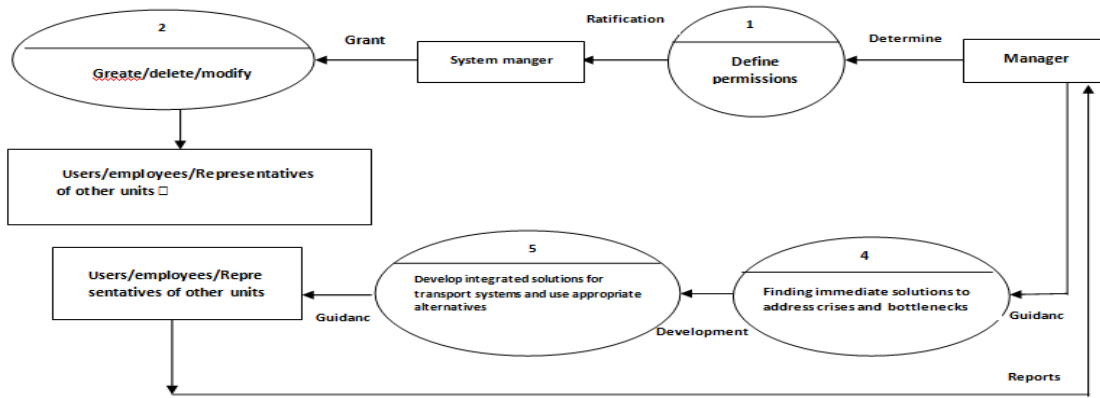 2
Greate/delete/modify
Grant
System manger
Ratification
1
Define
permissions
Determine
Manager
Users/employees/Representatives
of other units □
Users/employees/Repre
sentatives of other units
Guidanc
5
Develop integrated solutions for
transport systems and use appropriate
alternatives
Development
4
Finding immediate solutions to
address crises and bottlenecks
Guidanc
Reports